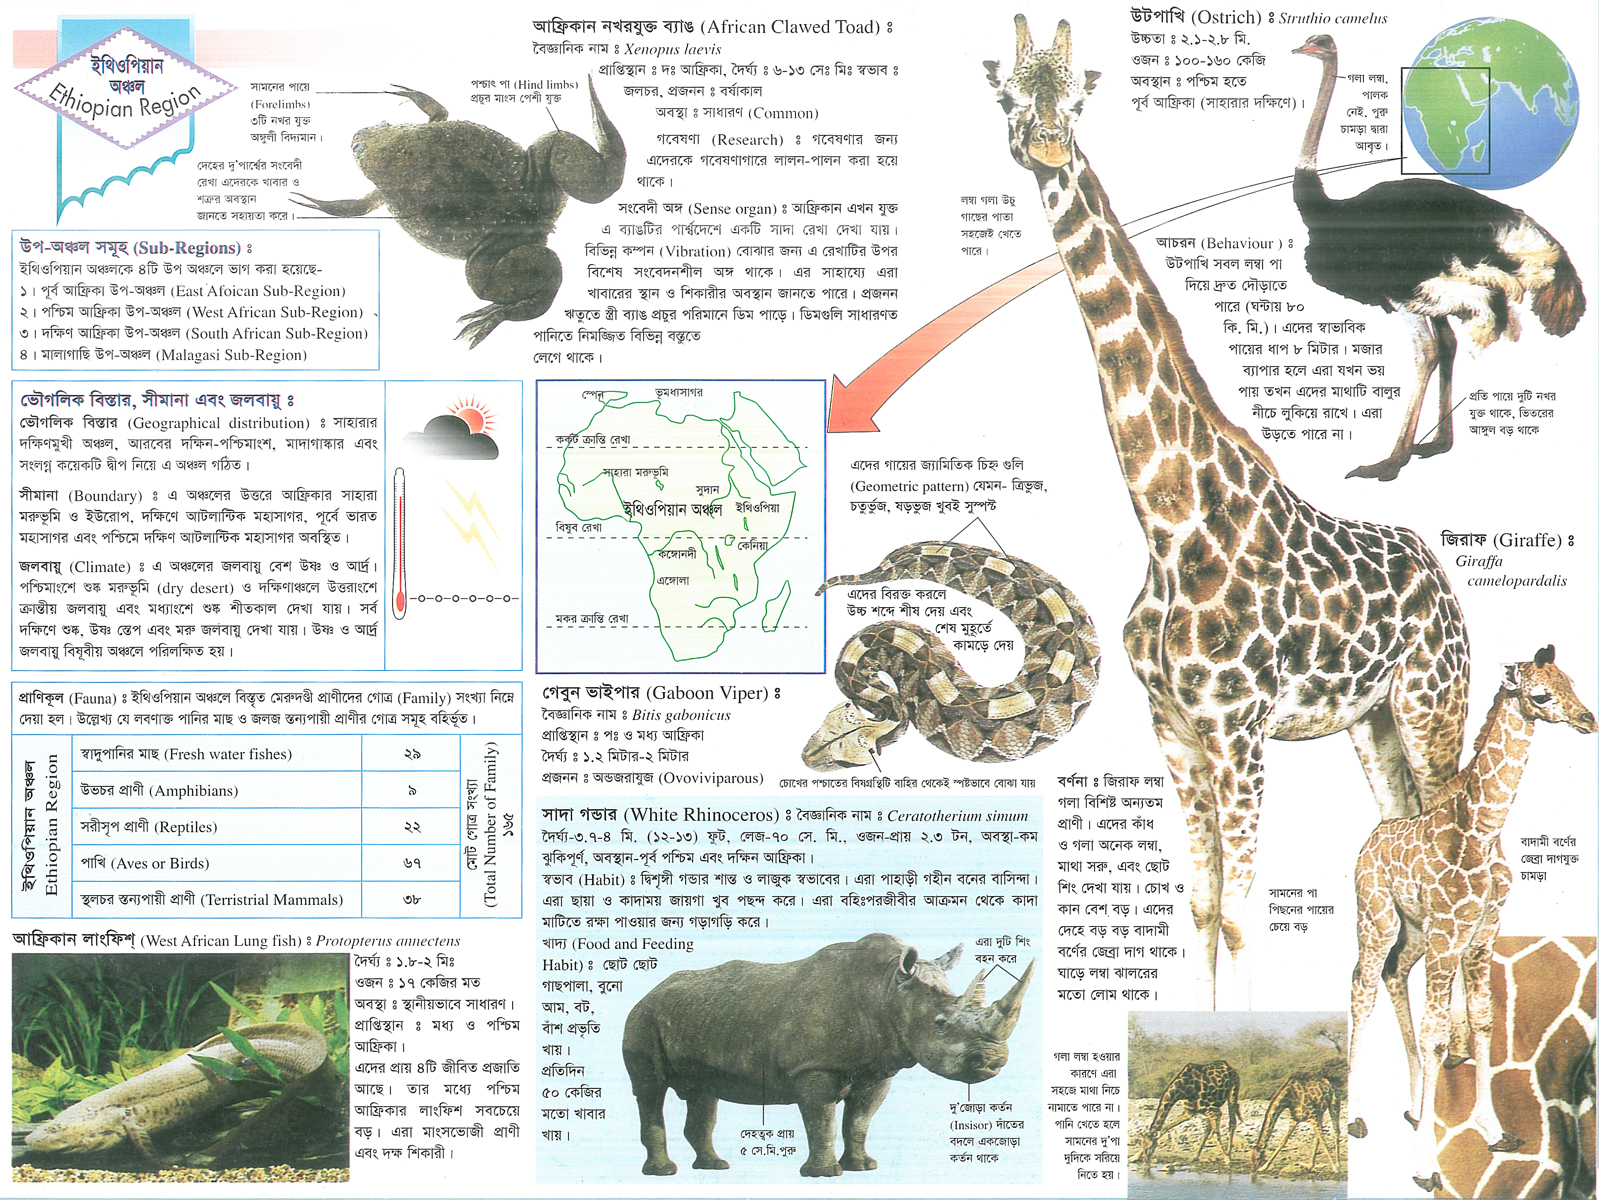 ইথিওপিয়ান
অঞ্চল
Ethiopian Region
সামনের পায়ে
(Forelimbs)
৩টি নখর যুক্ত
অঙ্গুলী বিদ্যমান।
দেহের দু'পার্শ্বের সংবেদী
রেখা এদেরকে খাবার ও
শত্রুর অবস্থান
জানতে সহায়তা করে।
পশ্চাৎ পা (Hind limbs)
প্রচুর মাংস পেশী যুক্ত
আফ্রিকান নখরযুক্ত ব্যাঙ (African Clawed Toad) ঃ
বৈজ্ঞানিক নাম ঃ Xenopus laevis
প্রাপ্তিস্থান ঃ দঃ আফ্রিকা, দৈর্ঘ্য ঃ ৬-১৩ সেঃ মিঃ স্বভাব ঃ
জলচর, প্রজনন ঃ বর্ষাকাল
অবস্থা ঃ সাধারণ (Common)
গবেষণা (Research) ঃ গবেষণার জন্য
এদেরকে গবেষণাগারে লালন-পালন করা হয়ে
থাকে।
সংবেদী অঙ্গ (Sense organ) ঃ আফ্রিকান এখন যুক্ত
এ ব্যাঙটির পার্শ্বদেশে একটি সাদা রেখা দেখা যায়।
বিভিন্ন কম্পন (Vibration) বোঝার জন্য এ রেখাটির উপর
বিশেষ সংবেদনশীল অঙ্গ থাকে। এর সাহায্যে এরা
খাবারের স্থান ও শিকারীর অবস্থান জানতে পারে। প্রজনন
ঋতুতে স্ত্রী ব্যাঙ প্রচুর পরিমানে ডিম পাড়ে। ডিমগুলি সাধারণত
পানিতে নিমজ্জিত বিভিন্ন বস্তুতে
লেগে থাকে।
উপ-অঞ্চল সমূহ (Sub-Regions) ঃ
ইথিওপিয়ান অঞ্চলকে ৪টি উপ অঞ্চলে ভাগ করা হয়েছে-
১। পূর্ব আফ্রিকা উপ-অঞ্চল (East Afoican Sub-Region)
২। পশ্চিম আফ্রিকা উপ-অঞ্চল (West African Sub-Region)
৩। দক্ষিণ আফ্রিকা উপ-অঞ্চল (South African Sub-Region)
৪। মালাগাছি উপ-অঞ্চল (Malagasi Sub-Region)
ভৌগলিক বিস্তার, সীমানা এবং জলবায়ু ঃ
ভৌগলিক বিস্তার (Geographical distribution) ঃ সাহারার
দক্ষিণমুখী অঞ্চল, আরবের দক্ষিন-পশ্চিমাংশ, মাদাগাস্কার এবং
সংলগ্ন কয়েকটি দ্বীপ নিয়ে এ অঞ্চল গঠিত।
সীমানা (Boundary) ঃ এ অঞ্চলের উত্তরে আফ্রিকার সাহারা
মরুভূমি ও ইউরোপ, দক্ষিণে আটলান্টিক মহাসাগর, পূর্বে ভারত
মহাসাগর এবং পশ্চিমে দক্ষিণ আটলান্টিক মহাসাগর অবস্থিত।
জলবায়ু (Climate) ঃ এ অঞ্চলের জলবায়ু বেশ উষ্ণ ও আর্দ্র।
পশ্চিমাংশে শুষ্ক মরুভূমি (dry desert) ও দক্ষিণাঞ্চলে উত্তরাংশে
ক্রান্তীয় জলবায়ু এবং মধ্যাংশে শুষ্ক শীতকাল দেখা যায়। সর্ব
দক্ষিণে শুষ্ক, উষ্ণ স্তেপ এবং মরু জলবায়ু দেখা যায়। উষ্ণ ও আর্দ্র
জলবায়ু বিষুবীয় অঞ্চলে পরিলক্ষিত হয়।
স্পেন
ভূমধ্যসাগর
কর্কট ক্রান্তি রেখা
সাহারা মরুভূমি
সুদান
ইথিওপিয়ান অঞ্চল
ইথিওপিয়া
বিষুব রেখা
কেনিয়া
কঙ্গোনদী
এঙ্গোলা
মকর ক্রান্তি রেখা
প্রাণিকূল (Fauna) ঃ ইথিওপিয়ান অঞ্চলে বিস্তৃত মেরুদণ্ডী প্রাণীদের গোত্র (Family) সংখ্যা নিম্নে
দেয়া হল। উল্লেখ্য যে লবণাক্ত পানির মাছ ও জলজ স্তন্যপায়ী প্রাণীর গোত্র সমূহ বহির্ভূত।
ইথিওপিয়ান অঞ্চল
Ethiopian Region
স্বাদুপানির মাছ (Fresh water fishes) ২৯
উভচর প্রাণী (Amphibians) ৯
সরীসৃপ প্রাণী (Reptiles) ২২
পাখি (Aves or Birds) ৬৭
স্থলচর স্তন্যপায়ী প্রাণী (Terristrial Mammals) ৩৮
মোট গোত্র সংখ্যা
(Total Number of Family)
১৬৫
আফ্রিকান লাংফিশ্ (West African Lung fish) ঃ Protopterus annectens
দৈর্ঘ্য ঃ ১.৮-২ মিঃ
ওজন ঃ ১৭ কেজির মত
অবস্থা ঃ স্থানীয়ভাবে সাধারণ।
প্রাপ্তিস্থান ঃ মধ্য ও পশ্চিম
আফ্রিকা।
এদের প্রায় ৪টি জীবিত প্রজাতি
আছে। তার মধ্যে পশ্চিম
আফ্রিকার লাংফিশ সবচেয়ে
বড়। এরা মাংসভোজী প্রাণী
এবং দক্ষ শিকারী।
এদের গায়ের জ্যামিতিক চিহ্ন গুলি
(Geometric pattern) যেমন- ত্রিভুজ,
চতুর্ভুজ, ষড়ভুজ খুবই সুস্পস্ট
এদের বিরক্ত করলে
উচ্চ শব্দে শীষ দেয় এবং
শেষ মুহূর্তে
কামড়ে দেয়
গেবুন ভাইপার (Gaboon Viper) ঃ
বৈজ্ঞানিক নাম ঃ Bitis gabonicus
প্রাপ্তিস্থান ঃ পঃ ও মধ্য আফ্রিকা
দৈর্ঘ্য ঃ ১.২ মিটার-২ মিটার
প্রজনন ঃ অন্ডজরাযুজ (Ovoviviparous)
চোখের পশ্চাতের বিষগ্রন্থিটি বাহির থেকেই স্পষ্টভাবে বোঝা যায়
সাদা গন্ডার (White Rhinoceros) ঃ বৈজ্ঞানিক নাম ঃ Ceratotherium simum
দৈর্ঘ্য-৩.৭-৪ মি. (১২-১৩) ফুট, লেজ-৭০ সে. মি., ওজন-প্রায় ২.৩ টন, অবস্থা-কম
ঝুকিপূর্ণ, অবস্থান-পূর্ব পশ্চিম এবং দক্ষিন আফ্রিকা।
স্বভাব (Habit) ঃ দ্বিশৃঙ্গী গন্ডার শান্ত ও লাজুক স্বভাবের। এরা পাহাড়ী গহীন বনের বাসিন্দা।
এরা ছায়া ও কাদাময় জায়গা খুব পছন্দ করে। এরা বহিঃপরজীবীর আক্রমন থেকে কাদা
মাটিতে রক্ষা পাওয়ার জন্য গড়াগড়ি করে।
খাদ্য (Food and Feeding
Habit) ঃ ছোট ছোট
গাছপালা, বুনো
আম, বট,
বাঁশ প্রভৃতি
খায়।
প্রতিদিন
৫০ কেজির
মতো খাবার
খায়।
এরা দুটি শিং
বহন করে
দেহত্বক প্রায়
৫ সে.মি.পুরু
দু'জোড়া কর্তন
(Insisor) দাঁতের
বদলে একজোড়া
কর্তন থাকে
লম্বা গলা উচু
গাছের পাতা
সহজেই খেতে
পারে।
উটপাখি (Ostrich) ঃ Struthio camelus
উচ্চতা ঃ ২.১-২.৮ মি.
ওজন ঃ ১০০-১৬০ কেজি
অবস্থান ঃ পশ্চিম হতে
পূর্ব আফ্রিকা (সাহারার দক্ষিণে)।
গলা লম্বা,
পালক
নেই, পুরু
চামড়া দ্বারা
আবৃত।
আচরন (Behaviour ) ঃ
উটপাখি সবল লম্বা পা
দিয়ে দ্রুত দৌড়াতে
পারে (ঘন্টায় ৮০
কি. মি.)। এদের স্বাভাবিক
পায়ের ধাপ ৮ মিটার। মজার
ব্যাপার হলে এরা যখন ভয়
পায় তখন এদের মাথাটি বালুর
নীচে লুকিয়ে রাখে। এরা
উড়তে পারে না।
প্রতি পায়ে দুটি নখর
যুক্ত থাকে, ভিতরের
আঙ্গুল বড় থাকে
জিরাফ (Giraffe) ঃ
Giraffa
camelopardalis
বর্ণনা ঃ জিরাফ লম্বা
গলা বিশিষ্ট অন্যতম
প্রাণী। এদের কাঁধ
ও গলা অনেক লম্বা,
মাথা সরু, এবং ছোট
শিং দেখা যায়। চোখ ও
কান বেশ বড়। এদের
দেহে বড় বড় বাদামী
বর্ণের জেব্রা দাগ থাকে।
ঘাড়ে লম্বা ঝালরের
মতো লোম থাকে।
সামনের পা
পিছনের পায়ের
চেয়ে বড়
বাদামী বর্ণের
জেব্রা দাগযুক্ত
চামড়া
গলা লম্বা হওয়ার
কারণে এরা
সহজে মাথা নিচে
নামাতে পারে না।
পানি খেতে হলে
সামনের দু'পা
দুদিকে সরিয়ে
নিতে হয়।